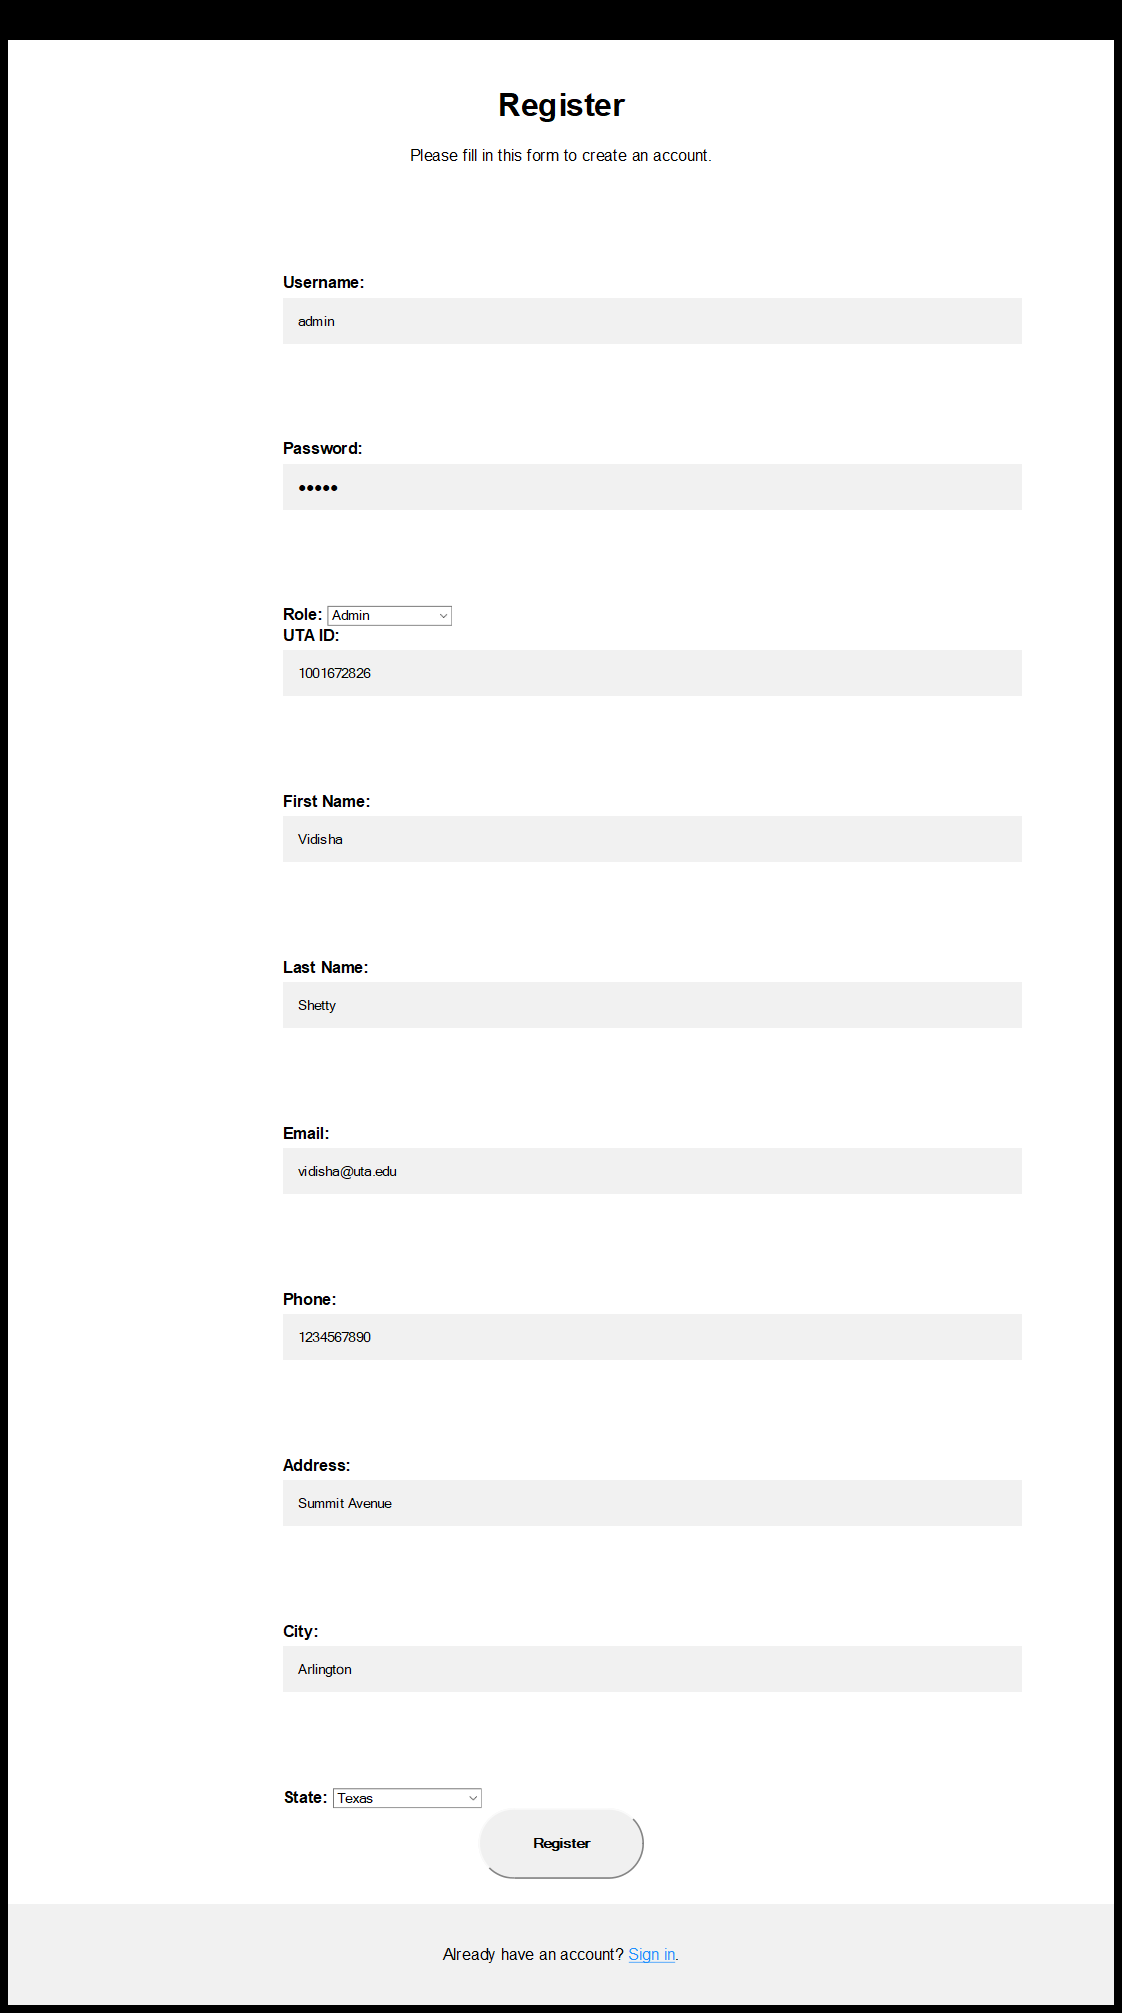 Register
Please fill in this form to create an account.
Username:
admin
Password:
•••••
Role: Admin
UTA ID:
1001672826
First Name:
Vidisha
Last Name:
Shetty
Email:
vidisha@uta.edu
Phone:
1234567890
Address:
Summit Avenue
City:
Arlington
State: Texas
Register
Already have an account? Sign in.